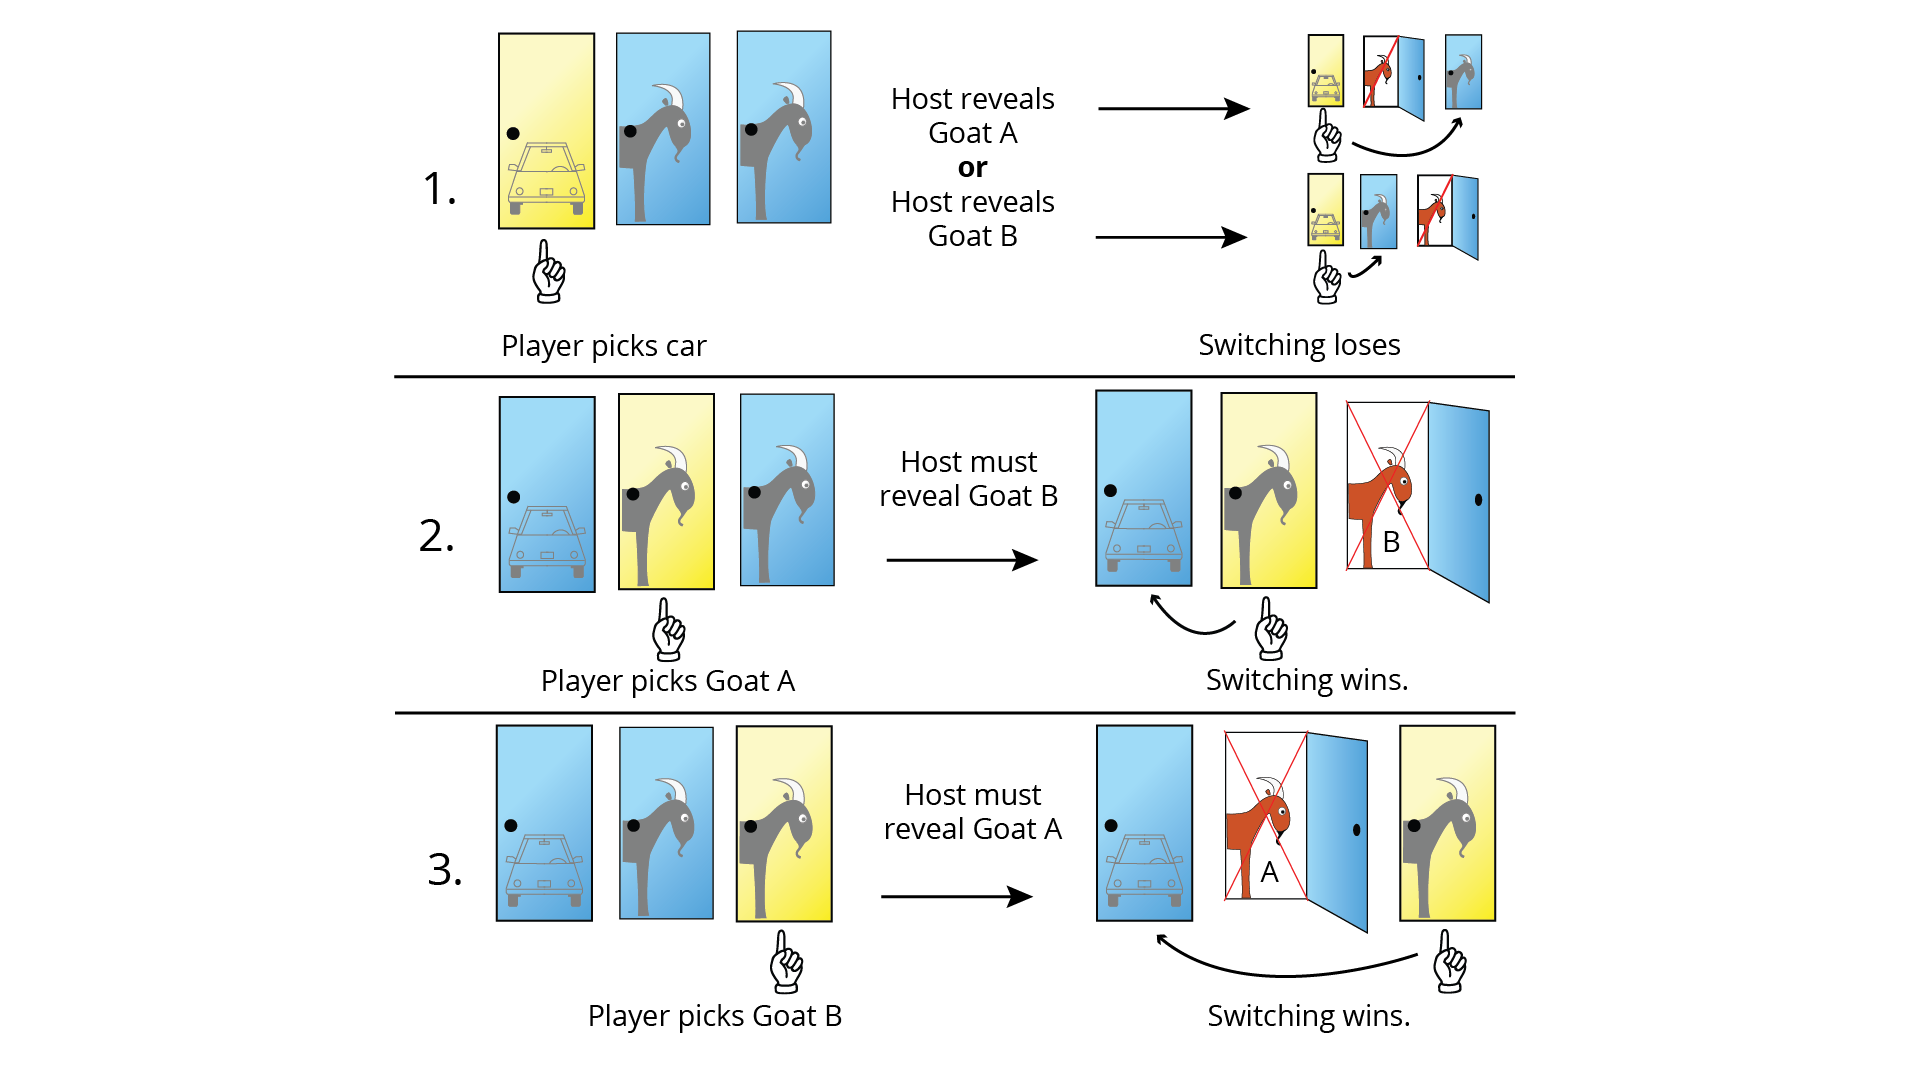 1.
Host reveals
Goat A
or
Host reveals
Goat B
Player picks car
Switching loses
2.
Host must
reveal Goat B
B
Player picks Goat A
Switching wins.
3.
Host must
reveal Goat A
A
Player picks Goat B
Switching wins.